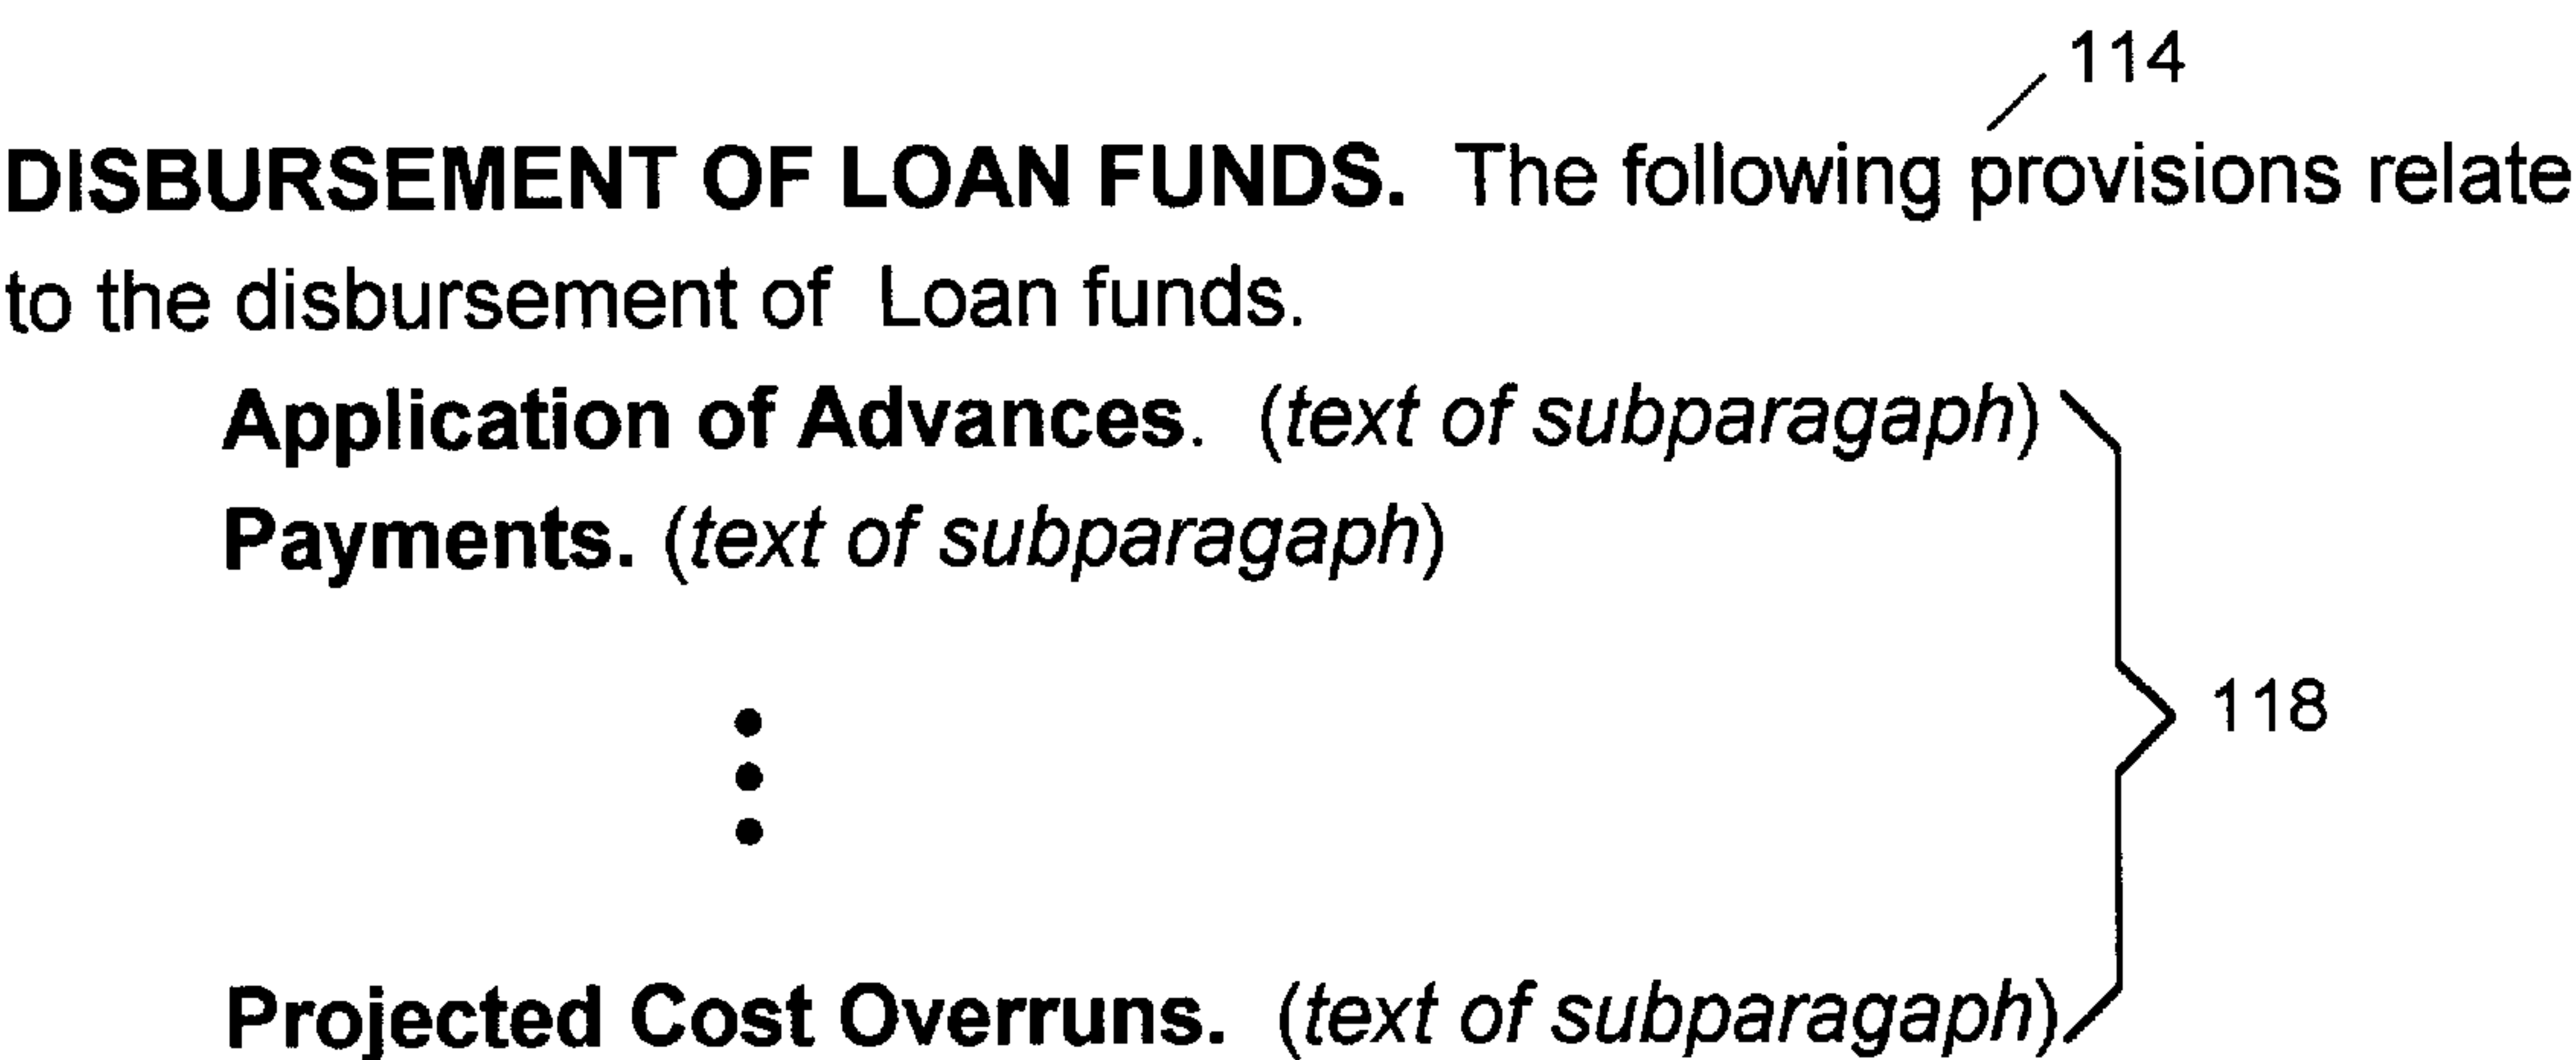 114
DISBURSEMENT OF LOAN FUNDS. The following provisions relate
to the disbursement of Loan funds.
Application of Advances. (text of subparagaph)
Payments. (text of subparagaph)
118
Projected Cost Overruns. (text of subparagaph)